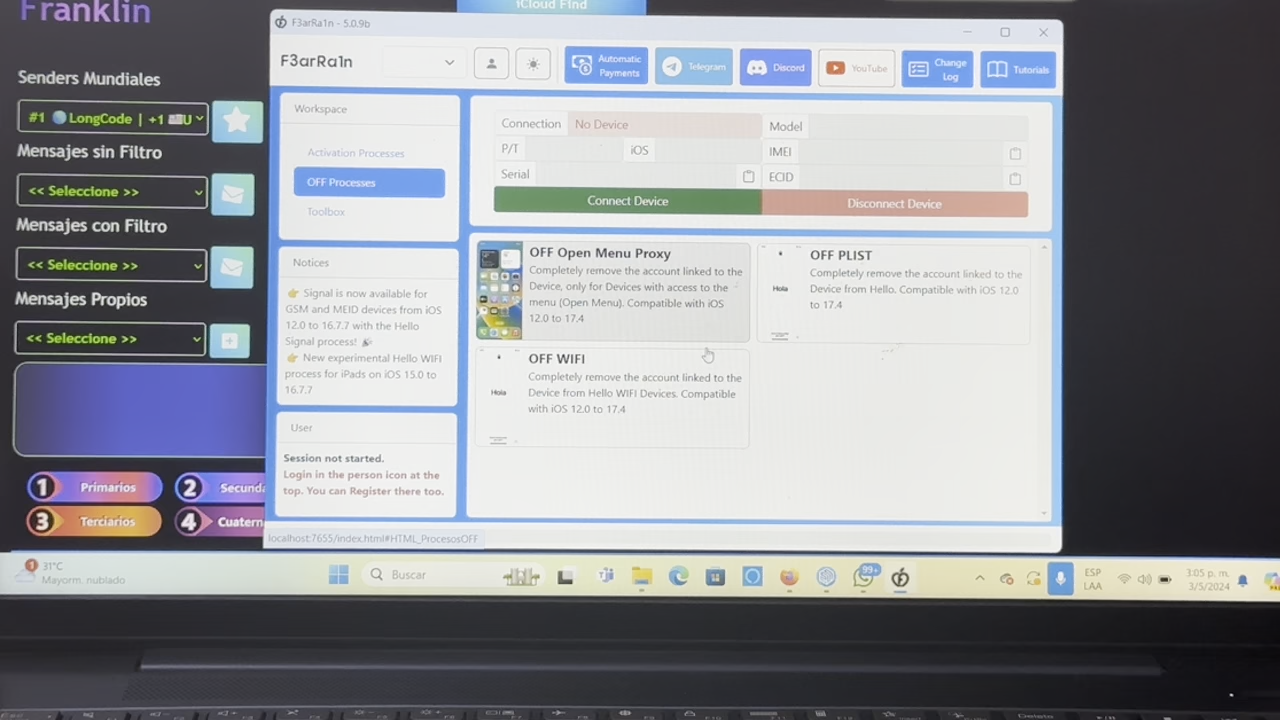 Franklin
iCloud Find
F3arRa1n - 5.0.9b
Senders Mundiales
#1 LongCode | +1 U
Mensajes sin Filtro
<< Seleccione >>
Mensajes con Filtro
<< Seleccione >>
Mensajes Propios
<< Seleccione >>
1 Primarios
2 Secunda
3 Terciarios
4 Cuatern
F3arRa1n
Automatic
Payments
Telegram
Discord
YouTube
Change
Log
Tutorials
Workspace
Activation Processes
OFF Processes
Toolbox
Connection No Device
Model
P/T iOS
IMEI
Serial
ECID
Connect Device
Disconnect Device
Notices
👉 Signal is now available for
GSM and MEID devices from iOS
12.0 to 16.7.7 with the Hello
Signal process! 🎉
👉 New experimental Hello WIFI
process for iPads on iOS 15.0 to
16.7.7
OFF Open Menu Proxy
Completely remove the account linked to the
Device, only for Devices with access to the
menu (Open Menu). Compatible with iOS
12.0 to 17.4
Hola
OFF PLIST
Completely remove the account linked to the
Device from Hello. Compatible with iOS 12.0
to 17.4
Hola
OFF WIFI
Completely remove the account linked to the
Device from Hello WIFI Devices. Compatible
with iOS 12.0 to 17.4
User
Session not started.
Login in the person icon at the
top. You can Register there too.
localhost:7655/index.html#HTML_ProcesosOFF
1
31°C
Mayorm. nublado
Buscar
99+
ESP
LAA
3:05 p. m.
3/5/2024